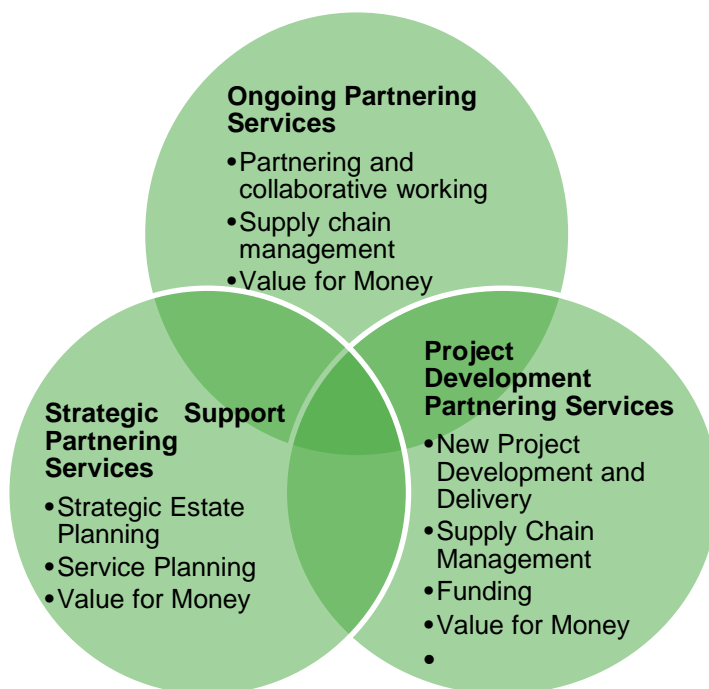 Ongoing Partnering
Services
•Partnering and
collaborative working
•Supply chain
management
•Value for Money
Strategic Support
Partnering
Services
•Strategic Estate
Planning
•Service Planning
•Value for Money
Project
Development
Partnering Services
•New Project
Development and
Delivery
•Supply Chain
Management
•Funding
•Value for Money
•